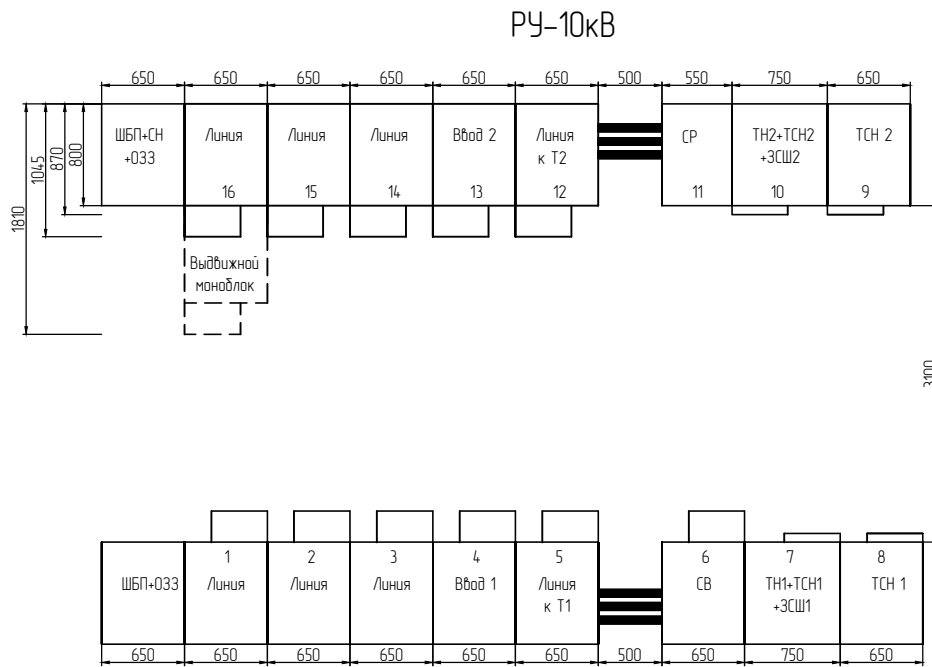 РУ-10кВ
650 650 650 650 650 650 500 550 750 650
ШБП+СН
+ОЗЗ
Линия
16
Линия
15
Линия
14
Ввод 2
13
Линия
к Т2
12
СР
11
ТН2+ТСН2
+ЗСШ2
10
ТСН 2
9
1810
1045
870
800
Выдвижной
моноблок
3100
ШБП+ОЗЗ
1
Линия
2
Линия
3
Линия
4
Ввод 1
5
Линия
к Т1
6
СВ
7
ТН1+ТСН1
+ЗСШ1
8
ТСН 1
650 650 650 650 650 650 500 650 750 650